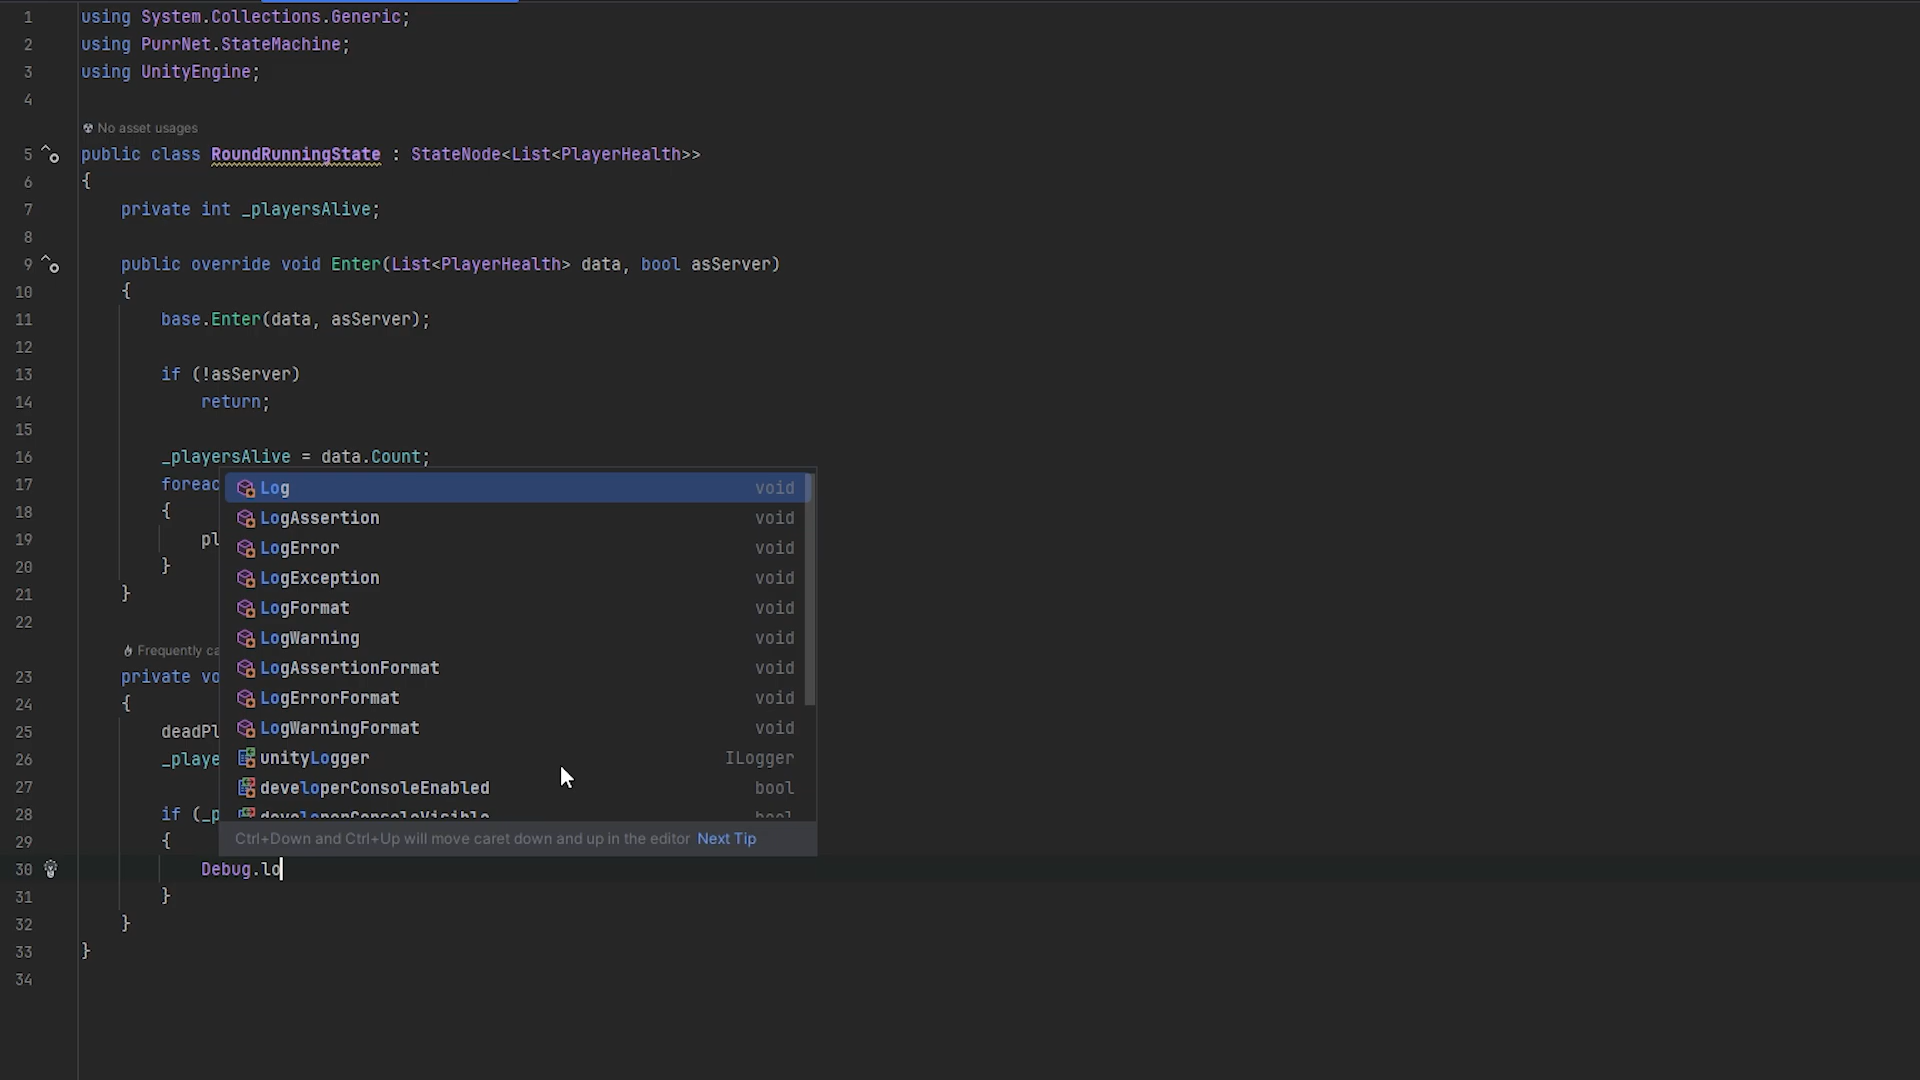 1 using System.Collections.Generic;
2 using PurrNet.StateMachine;
3 using UnityEngine;
4
No asset usages
5 public class RoundRunningState : StateNode<List<PlayerHealth>>
6 {
7 private int _playersAlive;
8
9 public override void Enter(List<PlayerHealth> data, bool asServer)
10 {
11 base.Enter(data, asServer);
12
13 if (!asServer)
14 return;
15
16 _playersAlive = data.Count;
17 foreac
Log void
18 {
LogAssertion void
19 pl
LogError void
20 }
LogException void
21 }
LogFormat void
22
LogWarning void
Frequently ca
LogAssertionFormat void
23 private vo
LogErrorFormat void
24 {
25 deadPl
LogWarningFormat void
26 _playe
unityLogger ILogger
27
developerConsoleEnabled bool
28 if (_p
developerConsoleVisible bool
29 {
Ctrl+Down and Ctrl+Up will move caret down and up in the editor Next Tip
30 Debug.lo
31 }
32 }
33 }
34